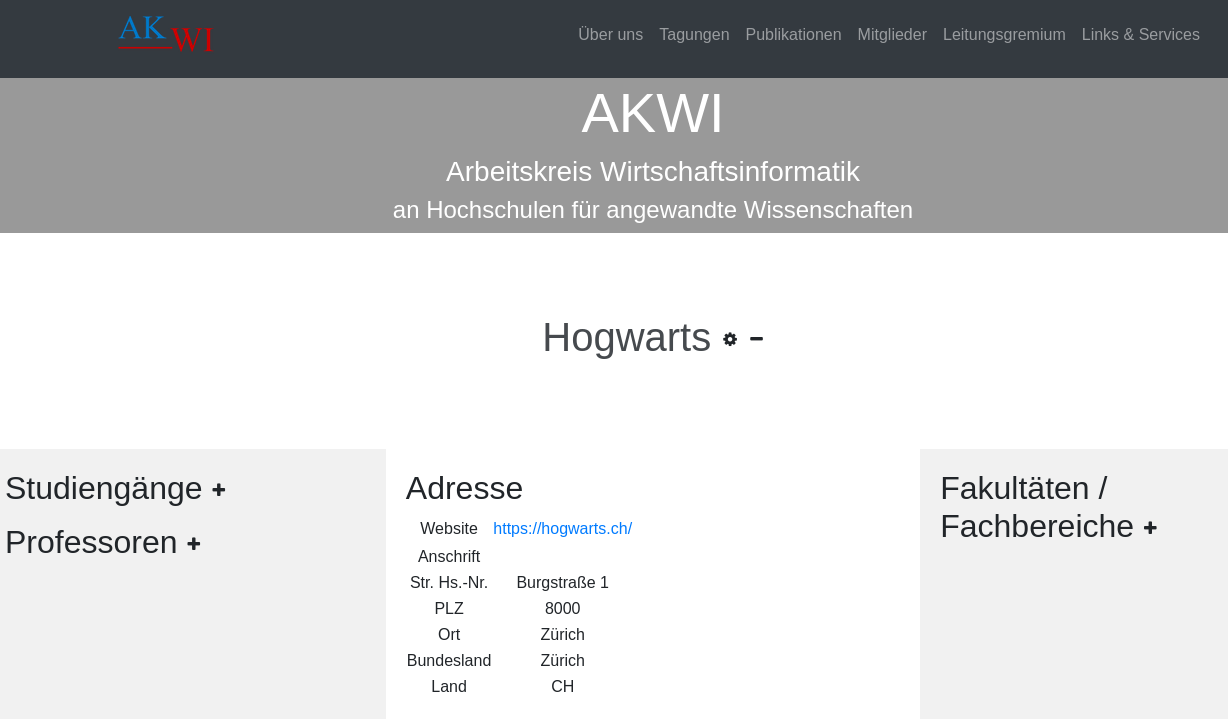 AKWI
Über uns Tagungen Publikationen Mitglieder Leitungsgremium Links & Services
AKWI
Arbeitskreis Wirtschaftsinformatik
an Hochschulen für angewandte Wissenschaften
Hogwarts
Studiengänge
Professoren
Adresse
Website https://hogwarts.ch/
Anschrift
Str. Hs.-Nr. Burgstraße 1
PLZ 8000
Ort Zürich
Bundesland Zürich
Land CH
Fakultäten /
Fachbereiche